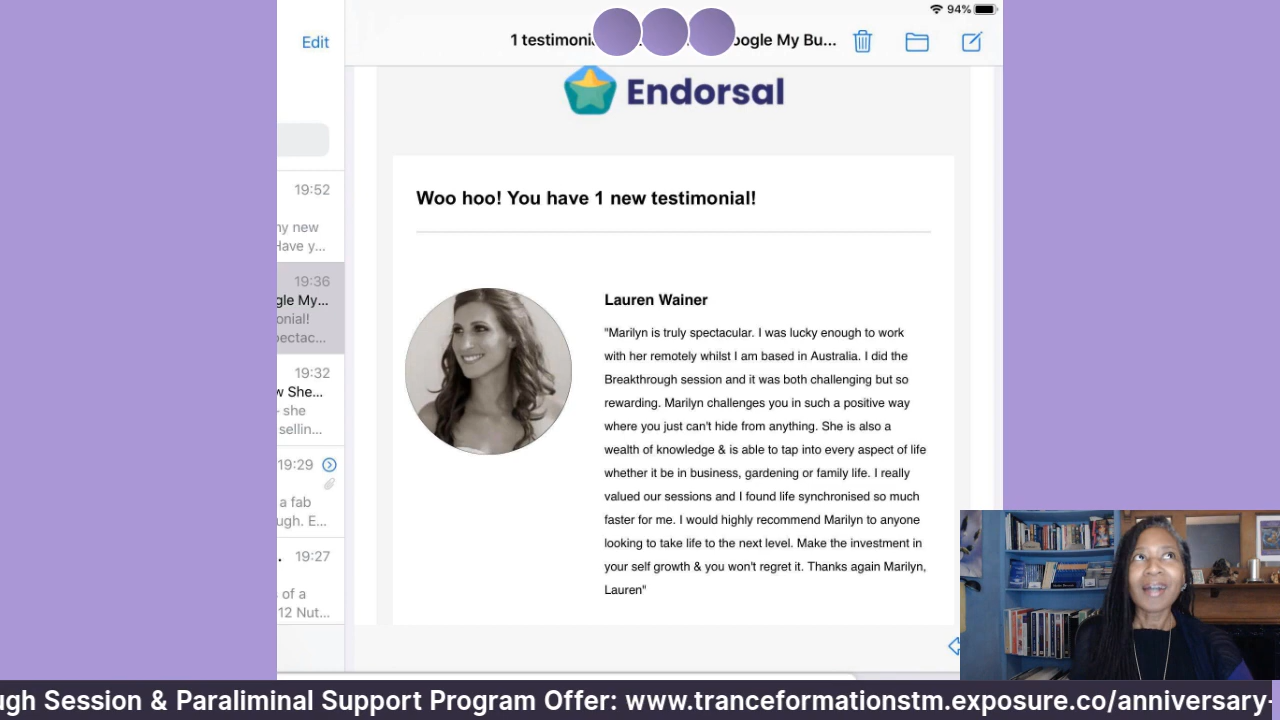 94%
Edit
1 testimoni
oogle My Bu...
Endorsal
19:52
ny new
Have y...
19:36
gle My...
onial!
pectac...
19:32
w She...
- she
sellin...
19:29
a fab
ugh. E...
19:27
s of a
12 Nut...
Woo hoo! You have 1 new testimonial!
Lauren Wainer
"Marilyn is truly spectacular. I was lucky enough to work
with her remotely whilst I am based in Australia. I did the
Breakthrough session and it was both challenging but so
rewarding. Marilyn challenges you in such a positive way
where you just can't hide from anything. She is also a
wealth of knowledge & is able to tap into every aspect of life
whether it be in business, gardening or family life. I really
valued our sessions and I found life synchronised so much
faster for me. I would highly recommend Marilyn to anyone
looking to take life to the next level. Make the investment in
your self growth & you won't regret it. Thanks again Marilyn,
Lauren"
ugh Session & Paraliminal Support Program Offer: www.tranceformationstm.exposure.co/anniversary-